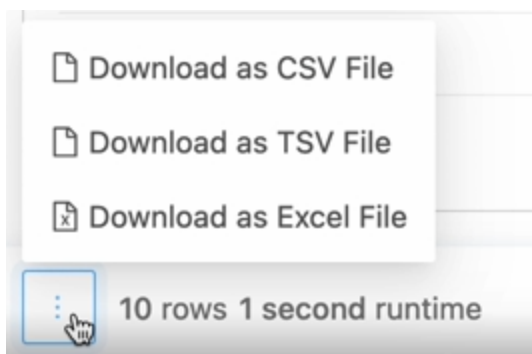 Download as CSV File
Download as TSV File
Download as Excel File
10 rows 1 second runtime